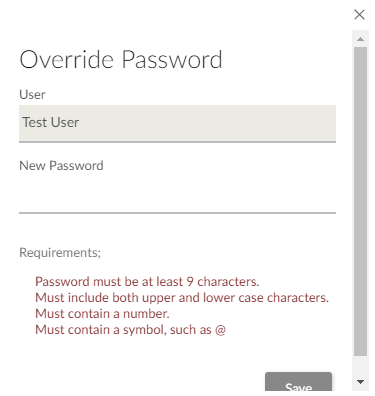 Override Password
User
Test User
New Password
Requirements;
Password must be at least 9 characters.
Must include both upper and lower case characters.
Must contain a number.
Must contain a symbol, such as @
Save